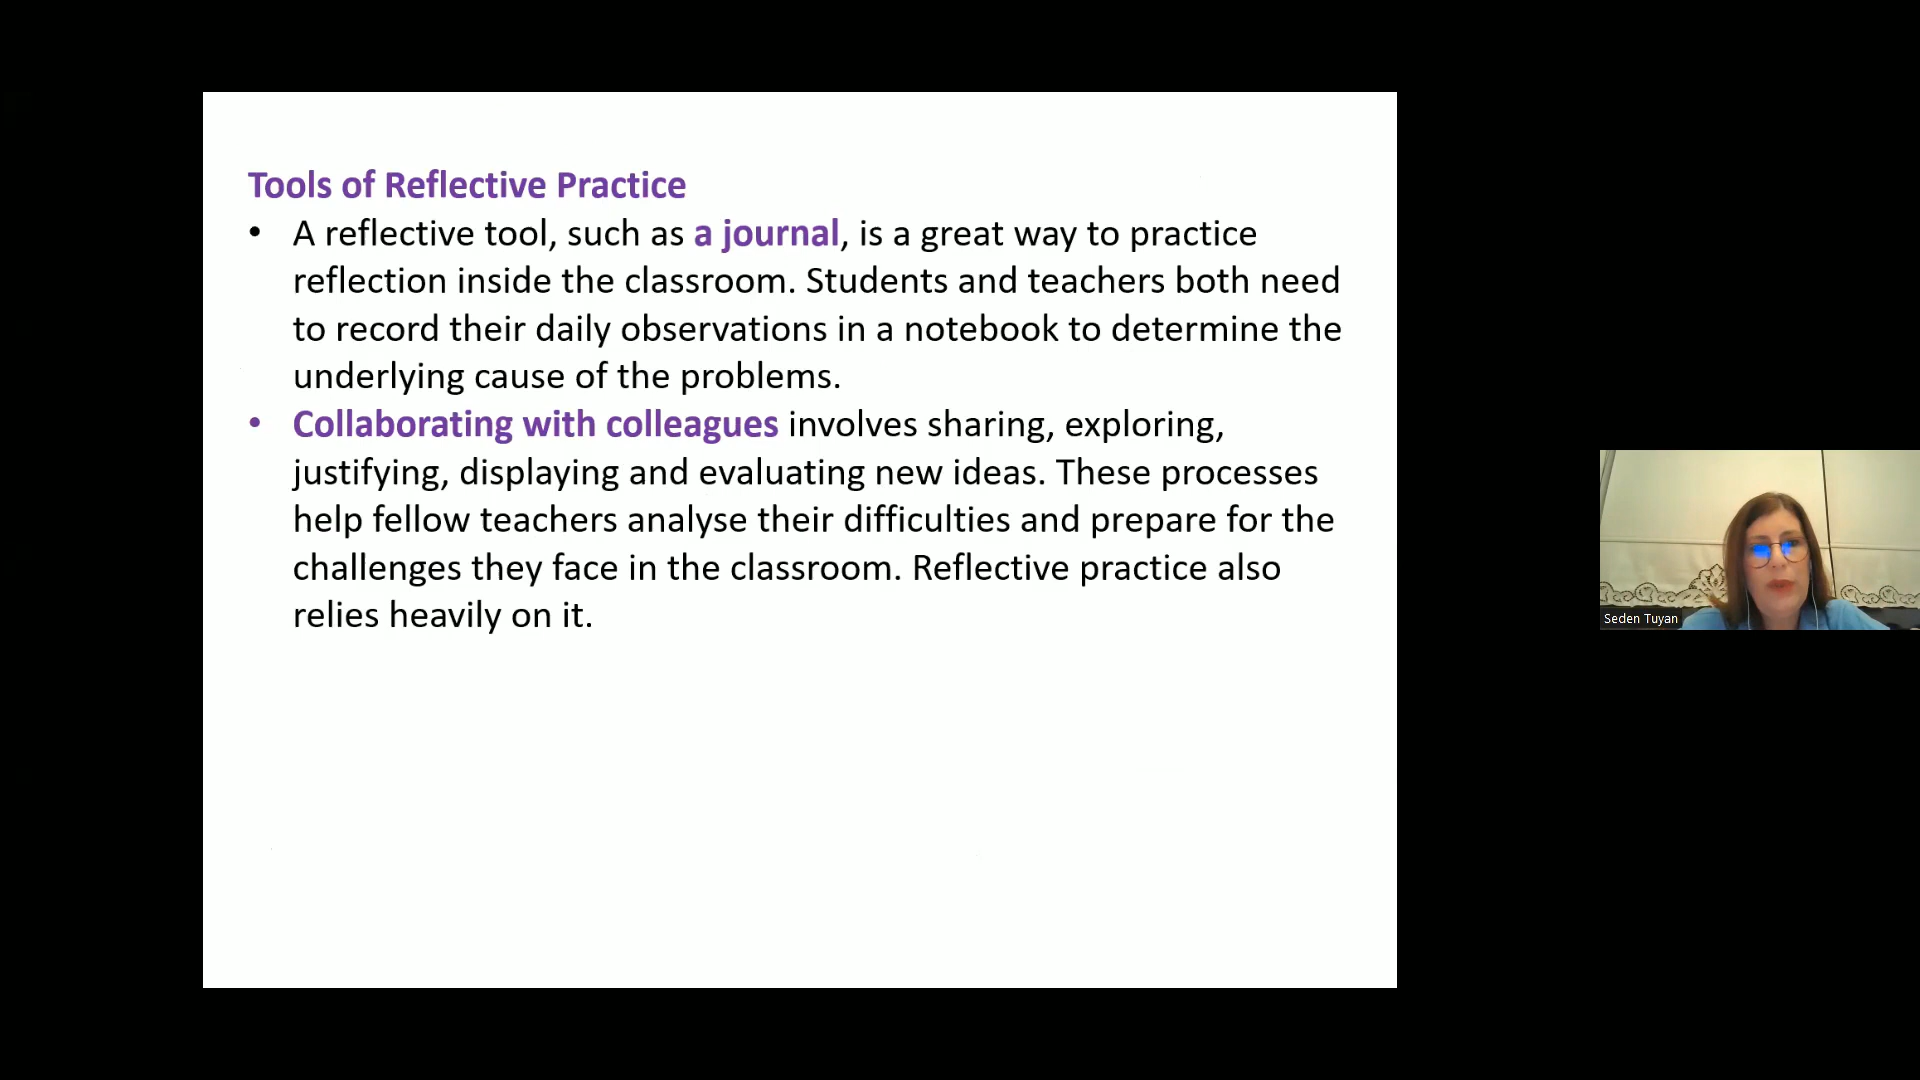 Tools of Reflective Practice
• A reflective tool, such as a journal, is a great way to practice
reflection inside the classroom. Students and teachers both need
to record their daily observations in a notebook to determine the
underlying cause of the problems.
• Collaborating with colleagues involves sharing, exploring,
justifying, displaying and evaluating new ideas. These processes
help fellow teachers analyse their difficulties and prepare for the
challenges they face in the classroom. Reflective practice also
relies heavily on it.
Seden Tuyan